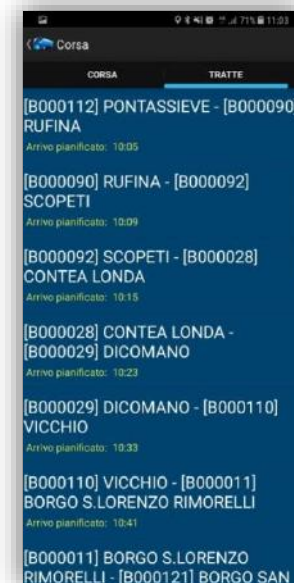 71% 11:03
Corsa
CORSA TRATTE
[B000112] PONTASSIEVE - [B000090
RUFINA
Arrivo pianificato: 10:05
[B000090] RUFINA - [B000092]
SCOPETI
Arrivo pianificato: 10:09
[B000092] SCOPETI - [B000028]
CONTEA LONDA
Arrivo pianificato: 10:15
[B000028] CONTEA LONDA -
[B000029] DICOMANO
Arrivo pianificato: 10:23
[B000029] DICOMANO - [B000110]
VICCHIO
Arrivo pianificato: 10:33
[B000110] VICCHIO - [B000011]
BORGO S.LORENZO RIMORELLI
Arrivo pianificato: 10:41
[B000011] BORGO S.LORENZO
RIMORELLI - [B000121] BORGO SAN